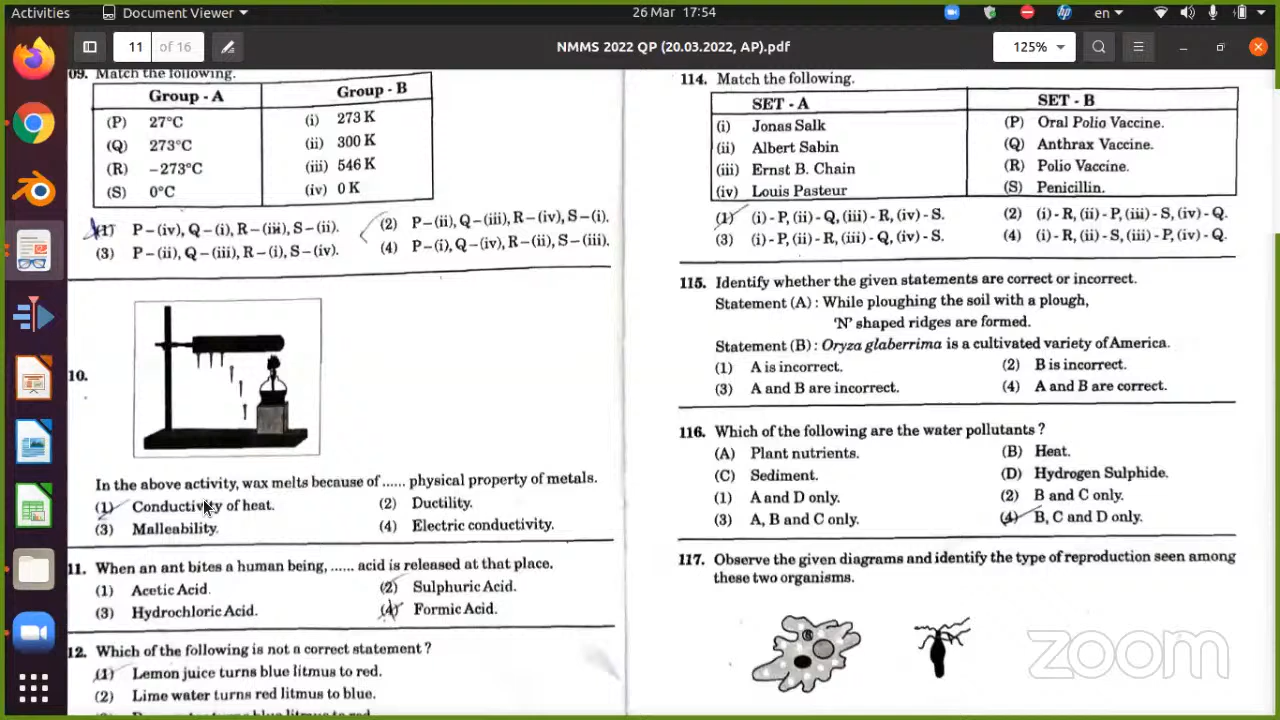 Activities
Document Viewer
26 Mar 17:54
en
11 of 16
NMMS 2022 QP (20.03.2022, AP).pdf
125%
09. Match the following.
Group - A Group - B
(P) 27°C (i) 273 K
(Q) 273°C (ii) 300 K
(R) –273°C (iii) 546 K
(S) 0°C (iv) 0 K
(1) P–(iv), Q–(i), R–(iii), S–(ii). (2) P–(ii), Q–(iii), R–(iv), S–(i).
(3) P–(ii), Q–(iii), R–(i), S–(iv). (4) P–(i), Q–(iv), R–(ii), S–(iii).
10.
In the above activity, wax melts because of ...... physical property of metals.
(1) Conductivity of heat. (2) Ductility.
(3) Malleability. (4) Electric conductivity.
11. When an ant bites a human being, ...... acid is released at that place.
(1) Acetic Acid. (2) Sulphuric Acid.
(3) Hydrochloric Acid. (4) Formic Acid.
12. Which of the following is not a correct statement ?
(1) Lemon juice turns blue litmus to red.
(2) Lime water turns red litmus to blue.
turns blue litmus to red.
114. Match the following.
SET - A SET - B
(i) Jonas Salk (P) Oral Polio Vaccine.
(ii) Albert Sabin (Q) Anthrax Vaccine.
(iii) Ernst B. Chain (R) Polio Vaccine.
(iv) Louis Pasteur (S) Penicillin.
(1) (i) - P, (ii) - Q, (iii) - R, (iv) - S. (2) (i) - R, (ii) - P, (iii) - S, (iv) - Q.
(3) (i) - P, (ii) - R, (iii) - Q, (iv) - S. (4) (i) - R, (ii) - S, (iii) - P, (iv) - Q.
115. Identify whether the given statements are correct or incorrect.
Statement (A) : While ploughing the soil with a plough,
‘N’ shaped ridges are formed.
Statement (B) : Oryza glaberrima is a cultivated variety of America.
(1) A is incorrect. (2) B is incorrect.
(3) A and B are incorrect. (4) A and B are correct.
116. Which of the following are the water pollutants ?
(A) Plant nutrients. (B) Heat.
(C) Sediment. (D) Hydrogen Sulphide.
(1) A and D only. (2) B and C only.
(3) A, B and C only. (4) B, C and D only.
117. Observe the given diagrams and identify the type of reproduction seen among
these two organisms.
zoom